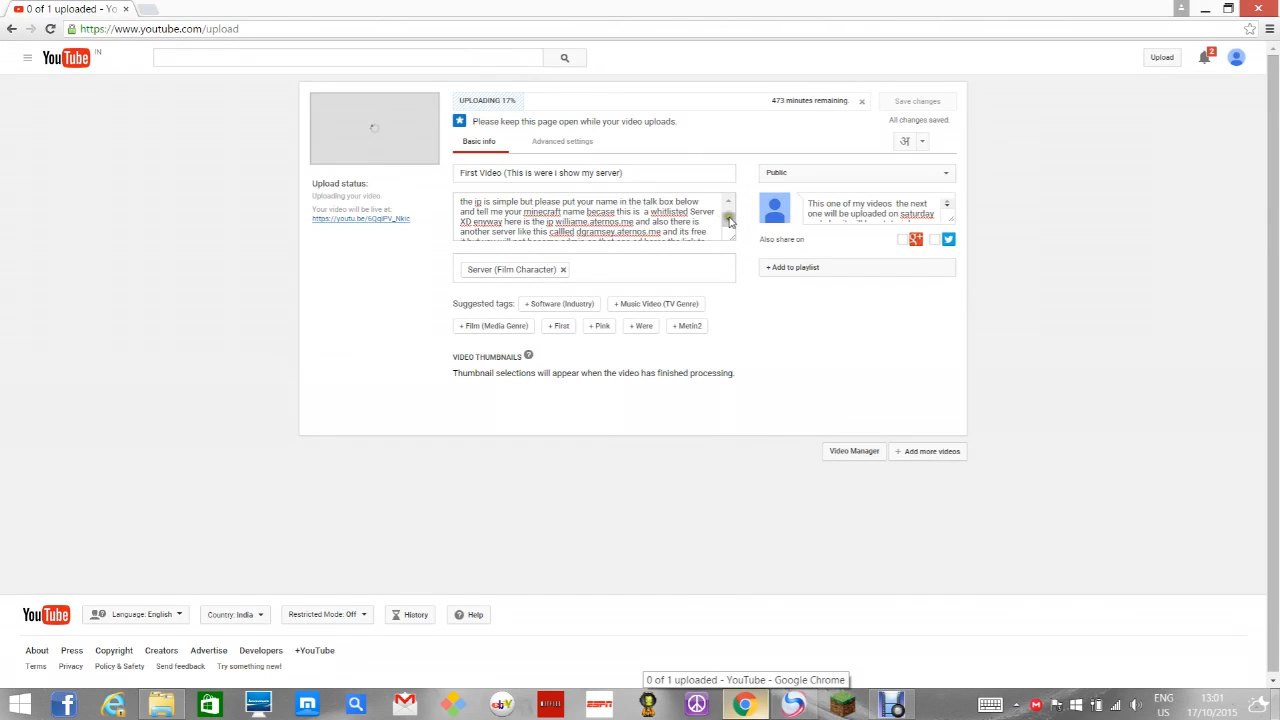 0 of 1 uploaded - Yo
https://www.youtube.com/upload
YouTube IN
Upload
2
UPLOADING 17%
473 minutes remaining.
Save changes
Please keep this page open while your video uploads.
All changes saved.
Basic info
Advanced settings
अ
First Video (This is were i show my server)
Public
Upload status:
Uploading your video.
Your video will be live at:
https://youtu.be/6QqiPV_Nkic
the ip is simple but please put your name in the talk box below
and tell me your minecraft name becase this is a whitlisted Server
XD enyway here is the ip williame.aternos.me and also there is
another server like this callled dgramsey.aternos.me and its free
This one of my videos the next
one will be uploaded on saturday
Also share on
Server (Film Character)
+ Add to playlist
Suggested tags:
+ Software (Industry)
+ Music Video (TV Genre)
+ Film (Media Genre)
+ First
+ Pink
+ Were
+ Metin2
VIDEO THUMBNAILS ?
Thumbnail selections will appear when the video has finished processing.
Video Manager
+ Add more videos
YouTube
Language: English
Country: India
Restricted Mode: Off
History
Help
About
Press
Copyright
Creators
Advertise
Developers
+YouTube
Terms
Privacy
Policy & Safety
Send feedback
Try something new!
0 of 1 uploaded - YouTube - Google Chrome
ebY
NETFLIX
ESPN
ENG
US
13:01
17/10/2015